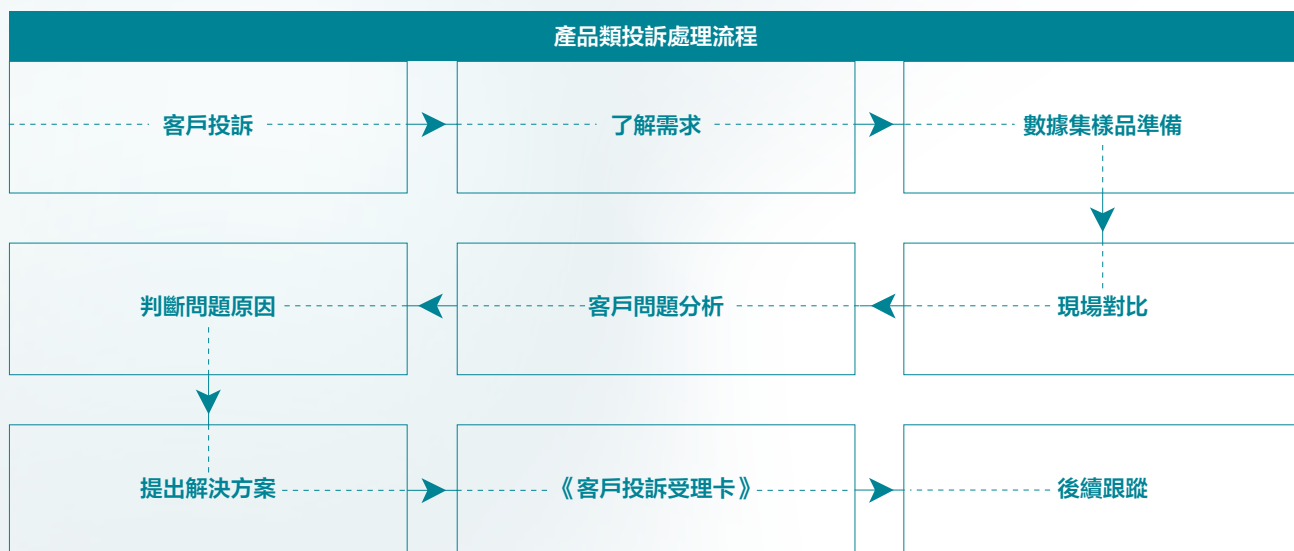 產品類投訴處理流程
客戶投訴
了解需求
數據集樣品準備
現場對比
客戶問題分析
判斷問題原因
提出解決方案
《客戶投訴受理卡》
後續跟蹤